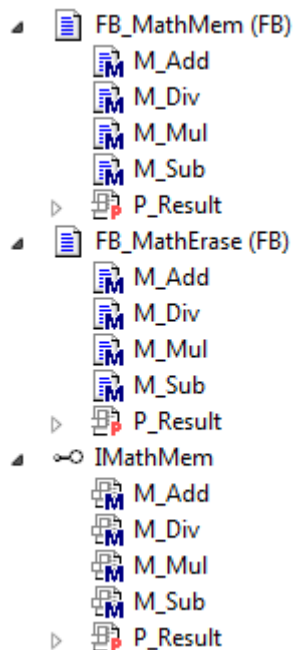 FB_MathMem (FB)
M_Add
M_Div
M_Mul
M_Sub
P_Result
FB_MathErase (FB)
M_Add
M_Div
M_Mul
M_Sub
P_Result
IMathMem
M_Add
M_Div
M_Mul
M_Sub
P_Result